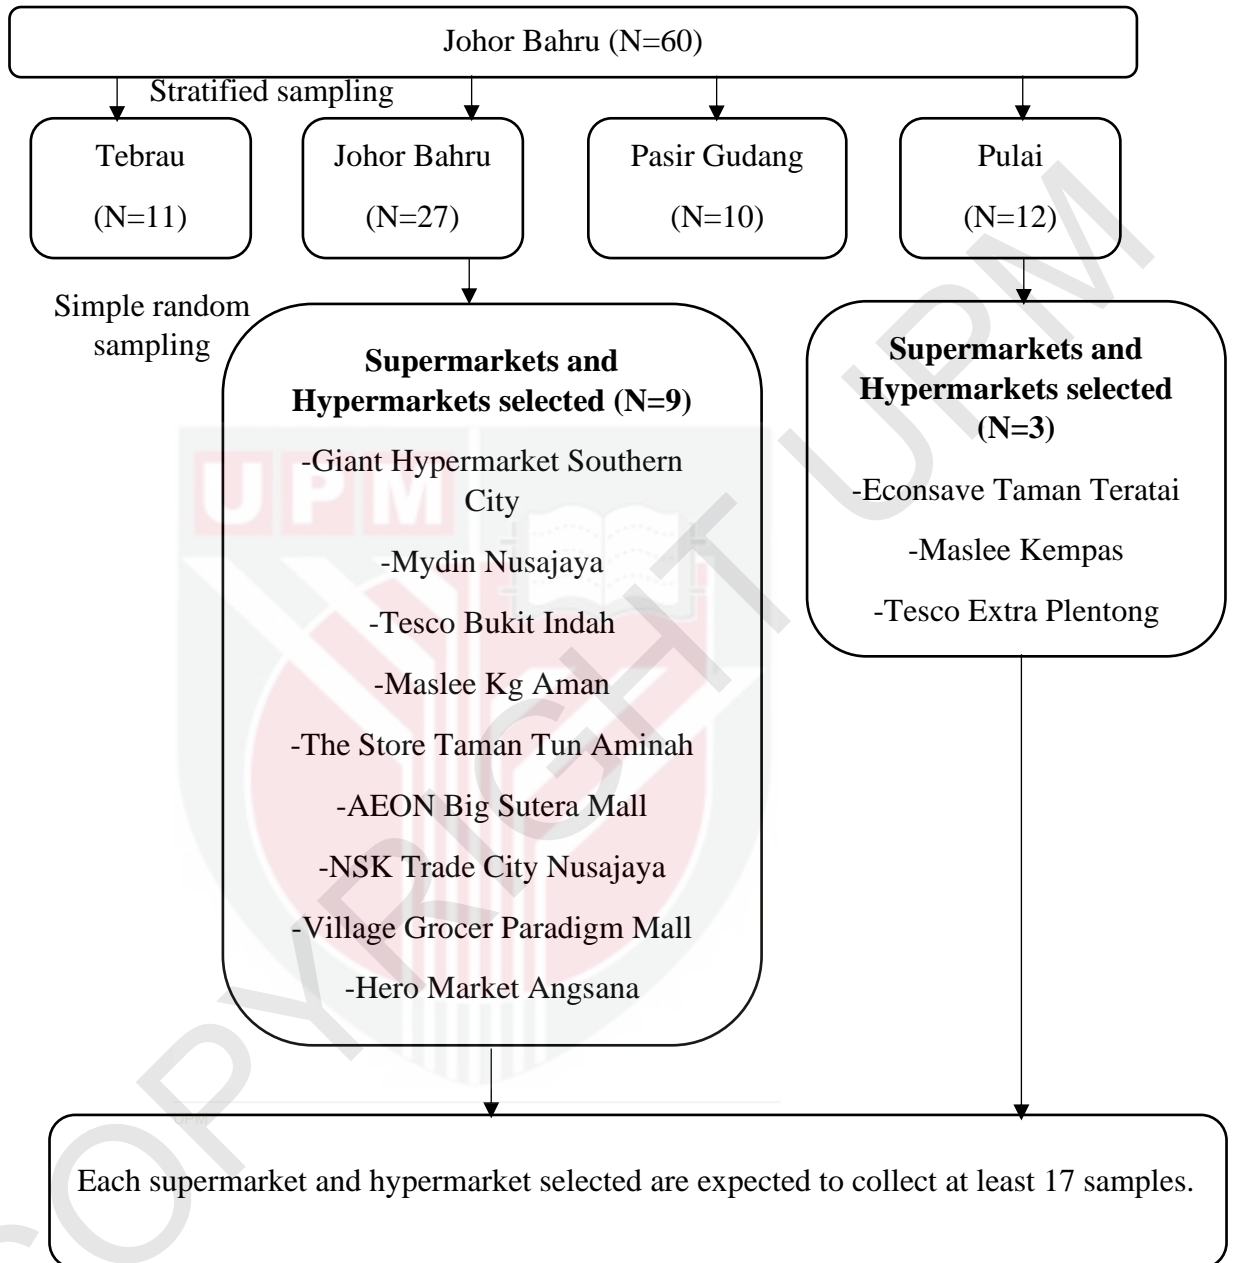 Johor Bahru (N=60)
Stratified sampling
Tebrau
(N=11)
Johor Bahru
(N=27)
Pasir Gudang
(N=10)
Pulai
(N=12)
Simple random
sampling
Supermarkets and
Hypermarkets selected (N=9)
-Giant Hypermarket Southern
City
-Mydin Nusajaya
-Tesco Bukit Indah
-Maslee Kg Aman
-The Store Taman Tun Aminah
-AEON Big Sutera Mall
-NSK Trade City Nusajaya
-Village Grocer Paradigm Mall
-Hero Market Angsana
Supermarkets and
Hypermarkets selected
(N=3)
-Econsave Taman Teratai
-Maslee Kempas
-Tesco Extra Plentong
Each supermarket and hypermarket selected are expected to collect at least 17 samples.
UPM
UPM
COPYRIGHT UPM